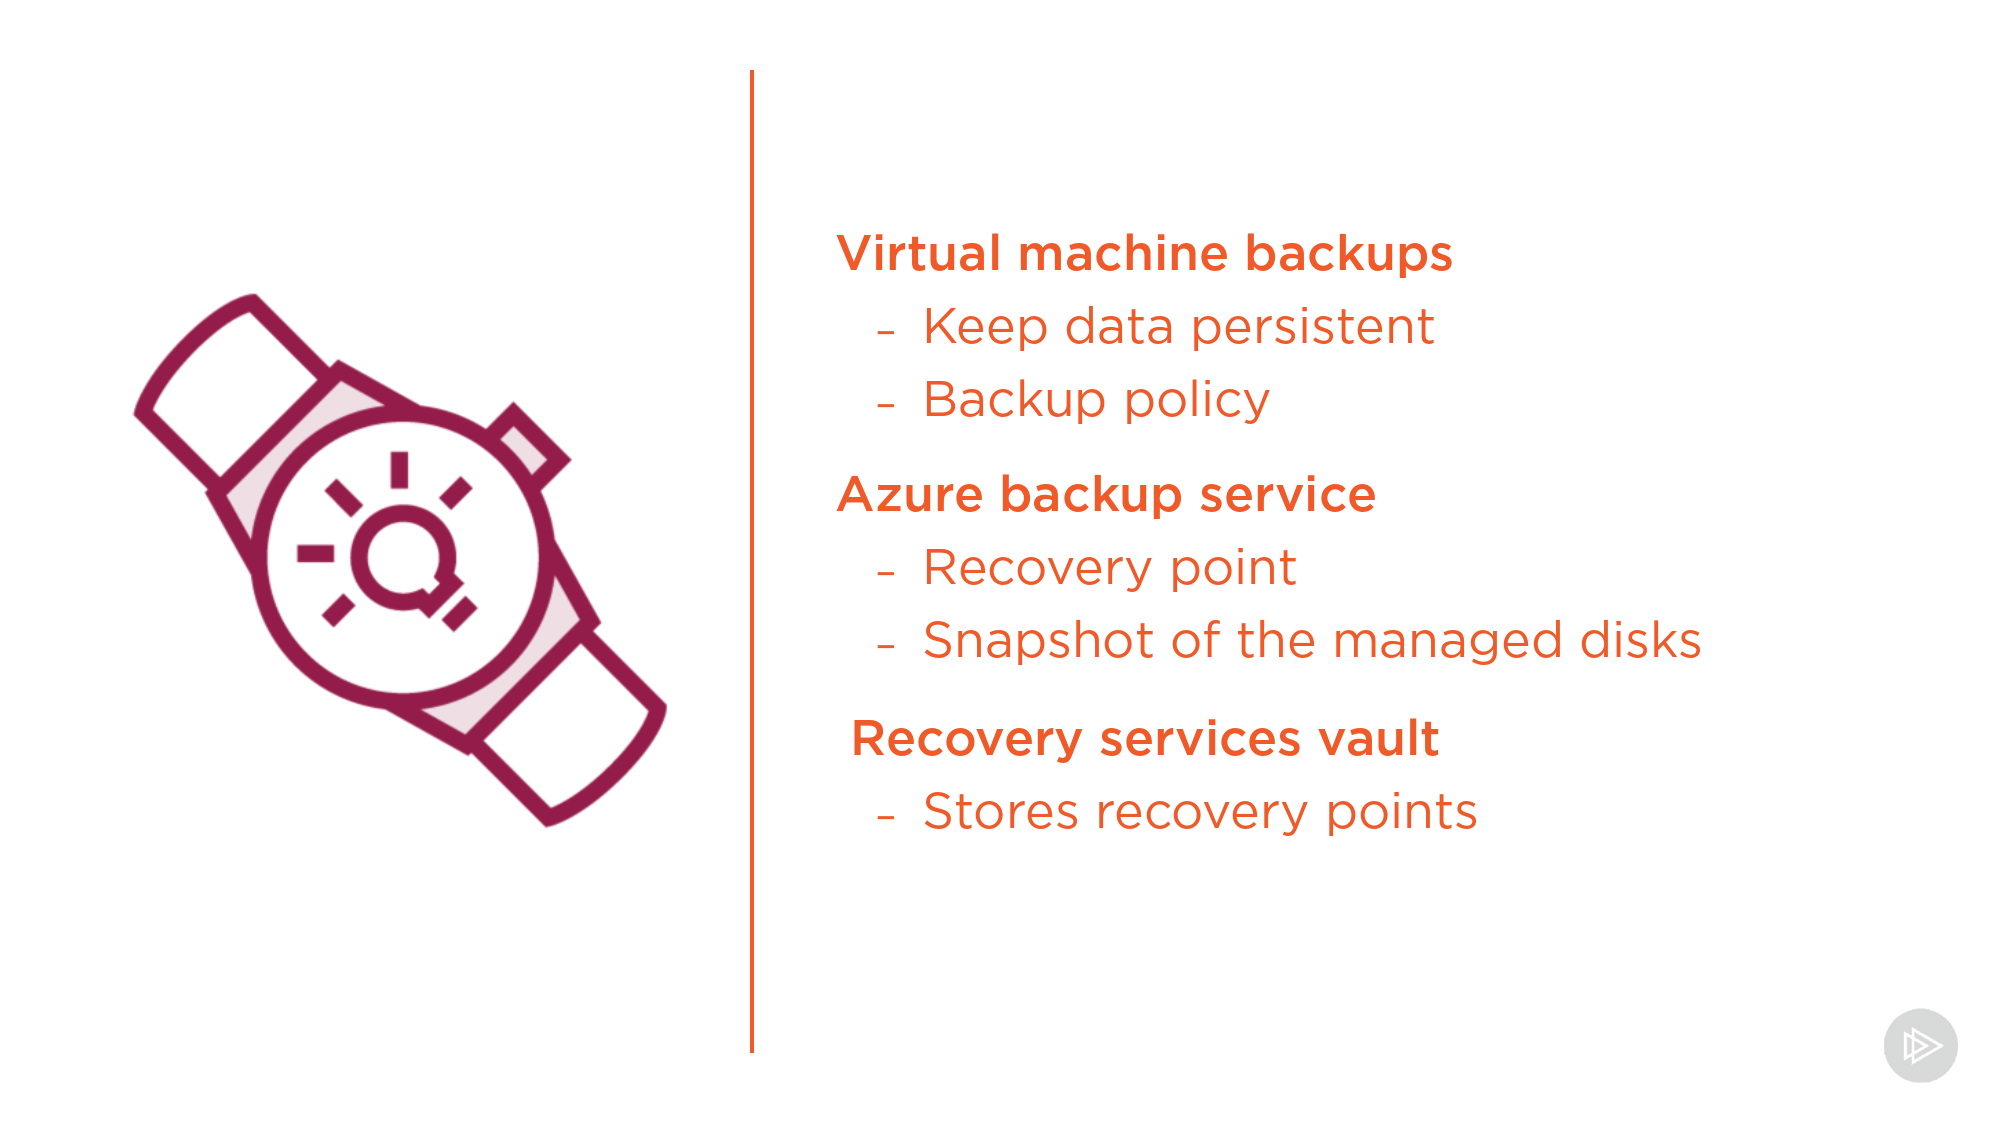 Virtual machine backups
– Keep data persistent
– Backup policy
Azure backup service
– Recovery point
– Snapshot of the managed disks
Recovery services vault
– Stores recovery points